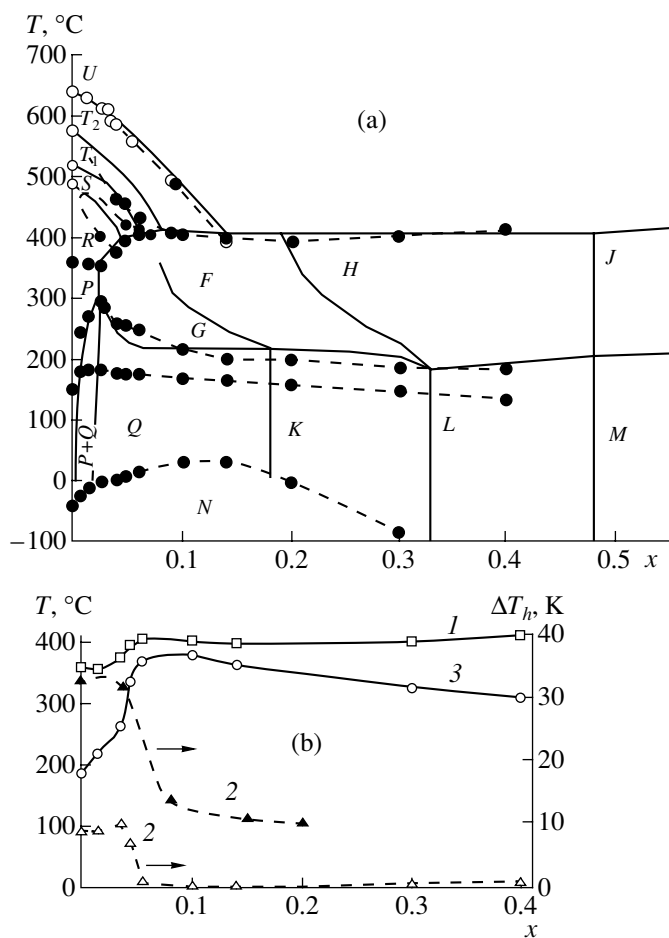 T, °C
700
U
600
T2
(a)
500
T1
S
400
R
J
F
H
P
300
G
200
100
P+Q
Q
K
L
M
0
N
−100
0.1
0.2
0.3
0.4
0.5
x
T, °C
ΔTh, K
400
1
40
3
300
30
200
(b)
20
2
100
2
10
0
0
0.1
0.2
0.3
0.4
x